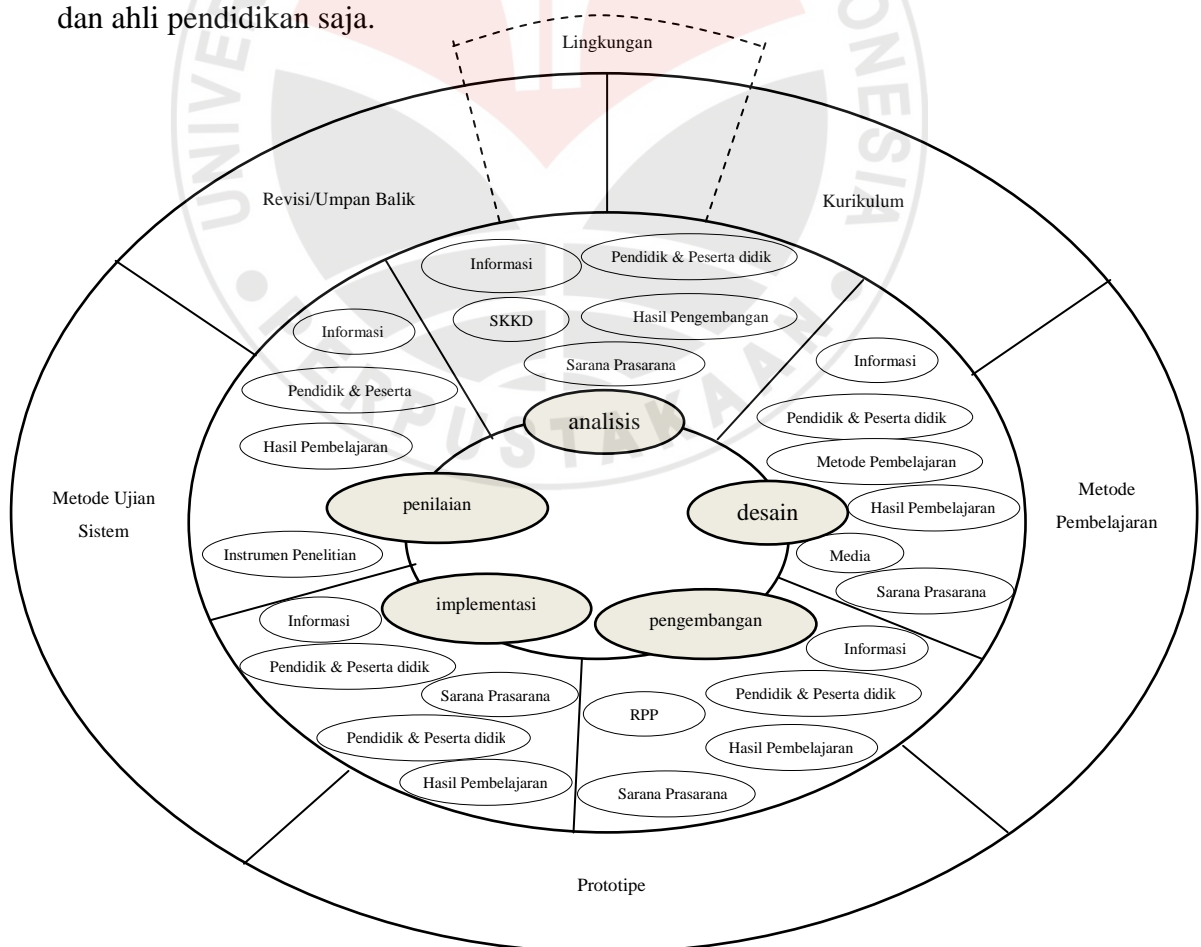 dan ahli pendidikan saja.
Lingkungan
Revisi/Umpan Balik
Kurikulum
Informasi
Pendidik & Peserta didik
SKKD
Hasil Pengembangan
Sarana Prasarana
analisis
Informasi
Pendidik & Peserta didik
Metode Pembelajaran
Hasil Pembelajaran
Media
Sarana Prasarana
desain
Metode
Pembelajaran
Informasi
Pendidik & Peserta didik
RPP
Hasil Pembelajaran
Sarana Prasarana
pengembangan
Prototipe
implementasi
Informasi
Pendidik & Peserta didik
Sarana Prasarana
Pendidik & Peserta didik
Hasil Pembelajaran
penilaian
Informasi
Pendidik & Peserta
Hasil Pembelajaran
Instrumen Penelitian
Metode Ujian
Sistem
PERPUSTAKAAN